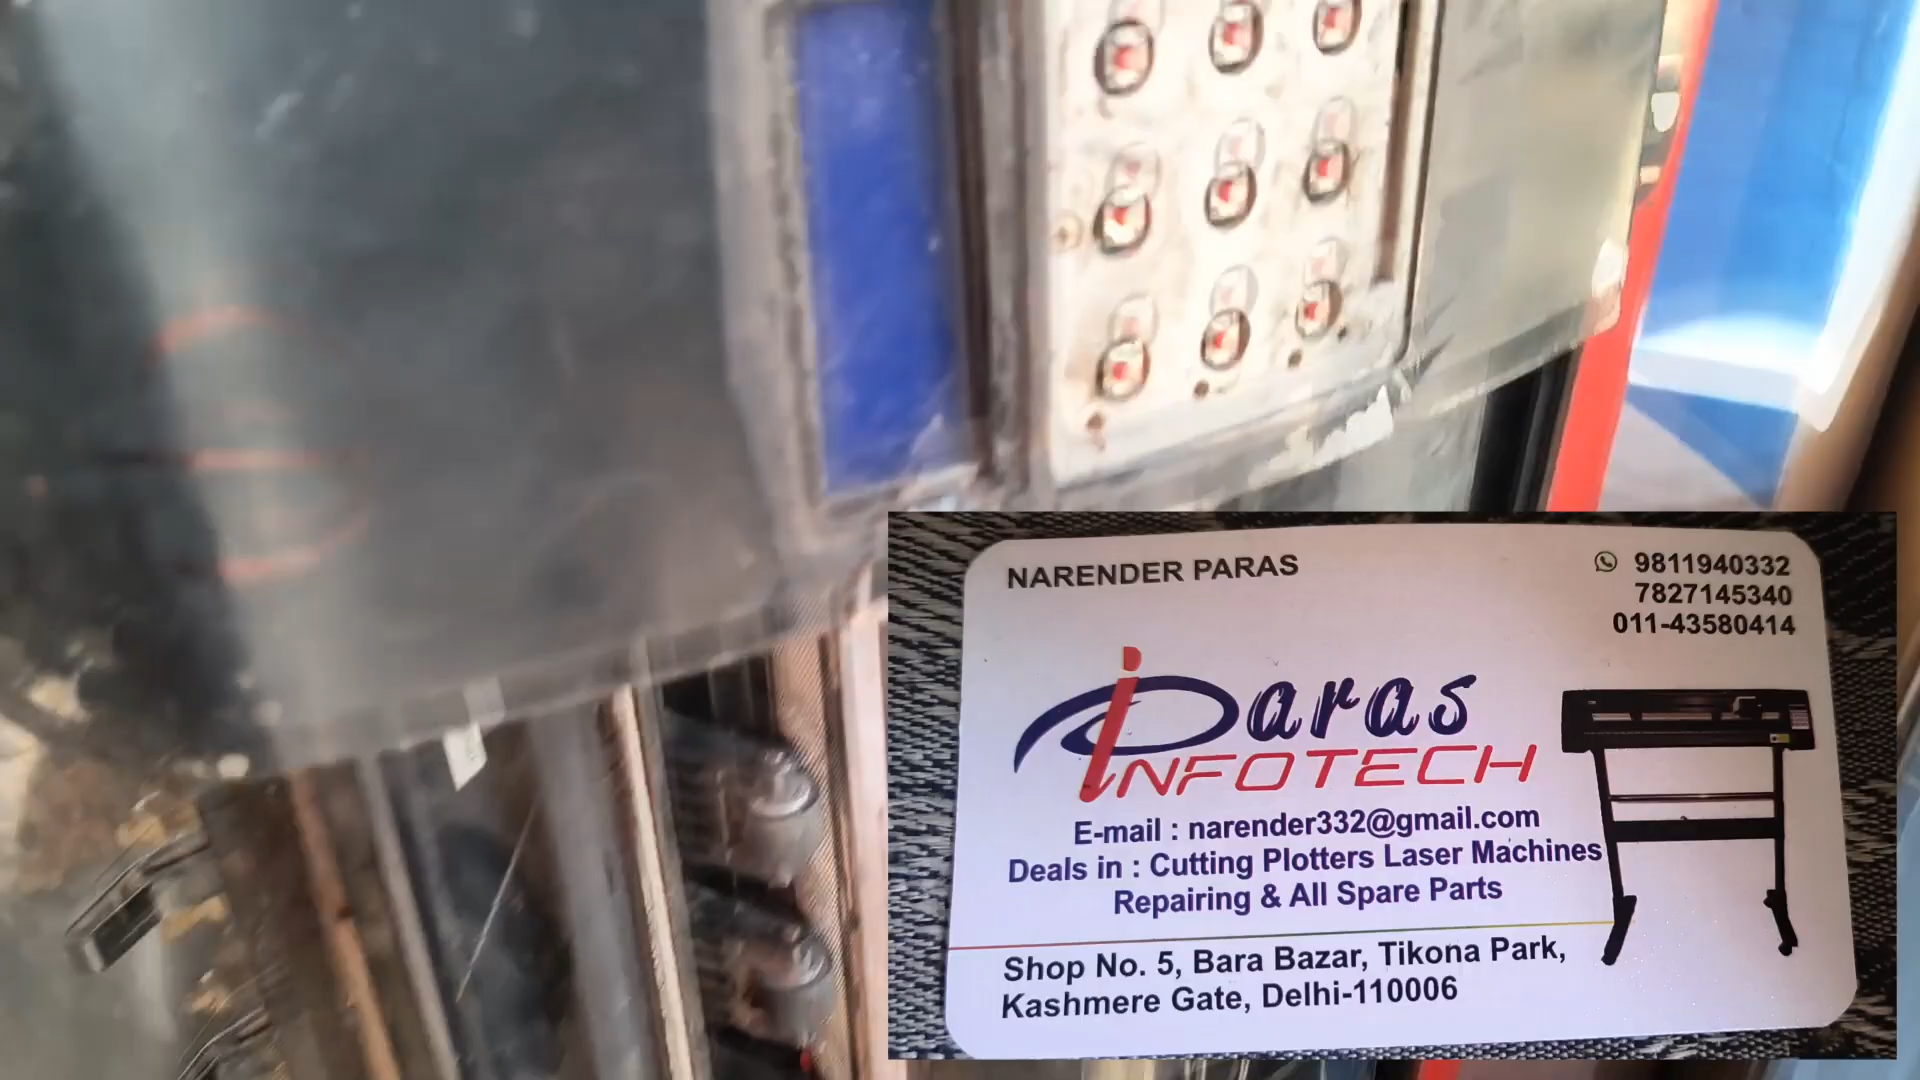 NARENDER PARAS
9811940332
7827145340
011-43580414
Paras
INFOTECH
E-mail : narender332@gmail.com
Deals in : Cutting Plotters Laser Machines
Repairing & All Spare Parts
Shop No. 5, Bara Bazar, Tikona Park,
Kashmere Gate, Delhi-110006